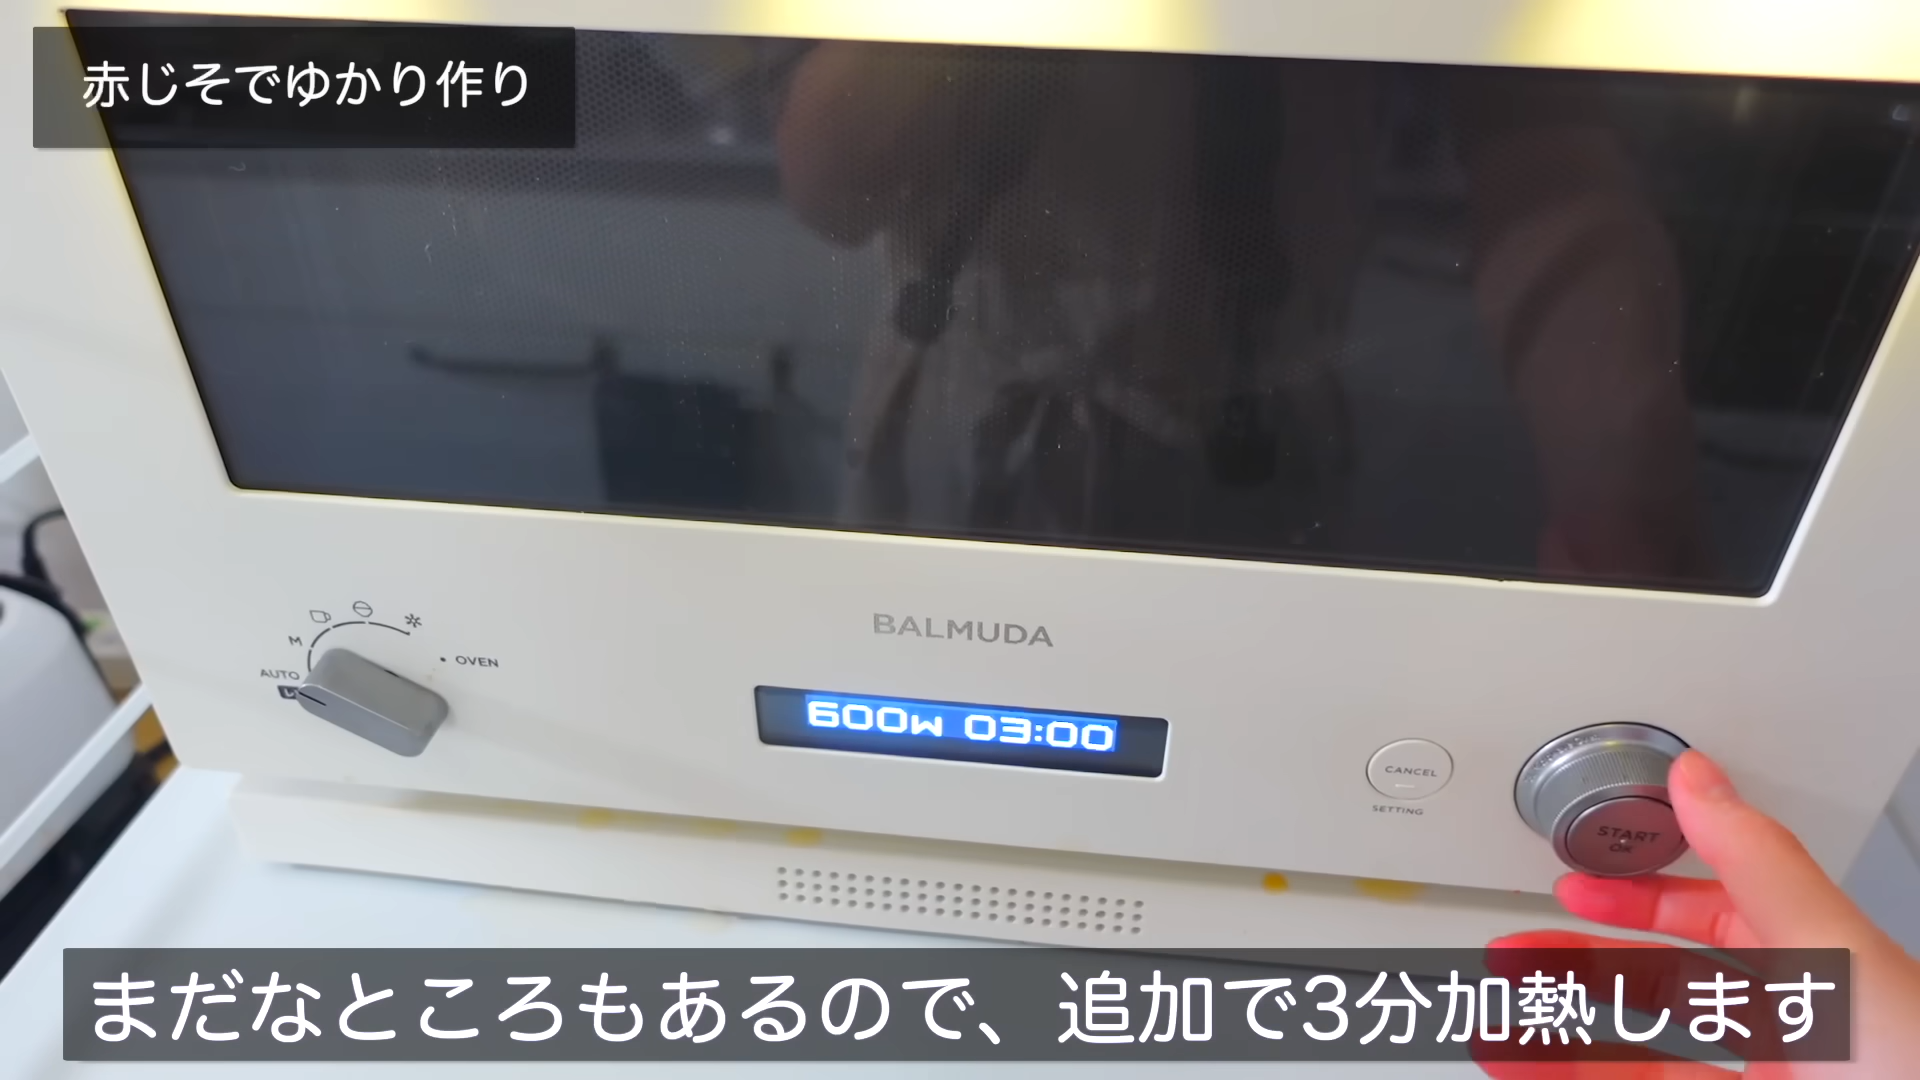 赤じそでゆかり作り
BALMUDA
M
AUTO
OVEN
600W 03:00
CANCEL
SETTING
START
OK
まだなところもあるので、追加で3分加熱します